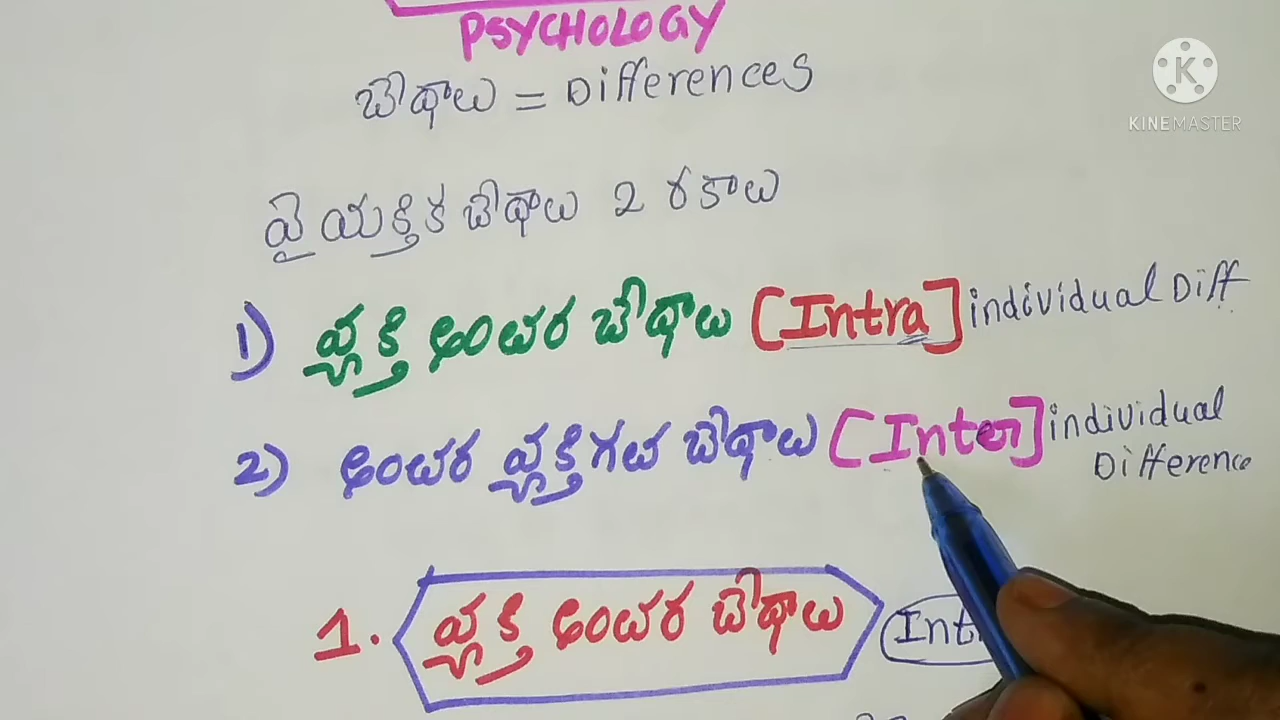 PSYCHOLOGY
భేదాలు = Differences
K
KINEMASTER
వైయక్తిక భేదాలు 2 రకాలు
1) వ్యక్తి అంతర భేదాలు [Intra] individual Diff
2) అంతర వ్యక్తిగత భేదాలు [Inter] individual
Difference
1. వ్యక్తి అంతర భేదాలు